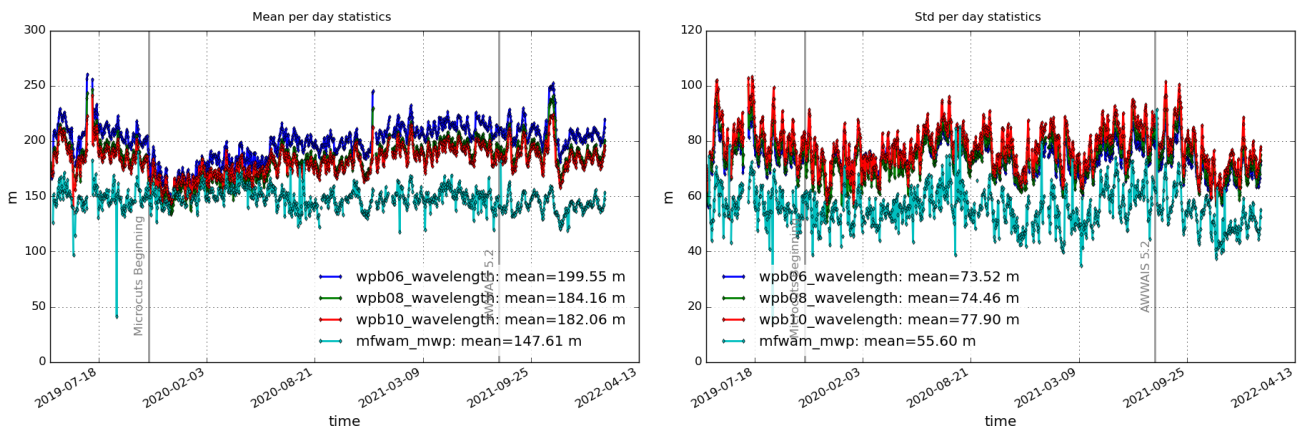 Mean per day statistics
300
250
200
150
100
50
0
m
Microcuts Beginning
AWWAIS 5.2
wpb06_wavelength: mean=199.55 m
wpb08_wavelength: mean=184.16 m
wpb10_wavelength: mean=182.06 m
mfwam_mwp: mean=147.61 m
2019-07-18
2020-02-03
2020-08-21
2021-03-09
2021-09-25
2022-04-13
time
Std per day statistics
120
100
80
60
40
20
0
m
Microcuts Beginning
AWWAIS 5.2
wpb06_wavelength: mean=73.52 m
wpb08_wavelength: mean=74.46 m
wpb10_wavelength: mean=77.90 m
mfwam_mwp: mean=55.60 m
2019-07-18
2020-02-03
2020-08-21
2021-03-09
2021-09-25
2022-04-13
time